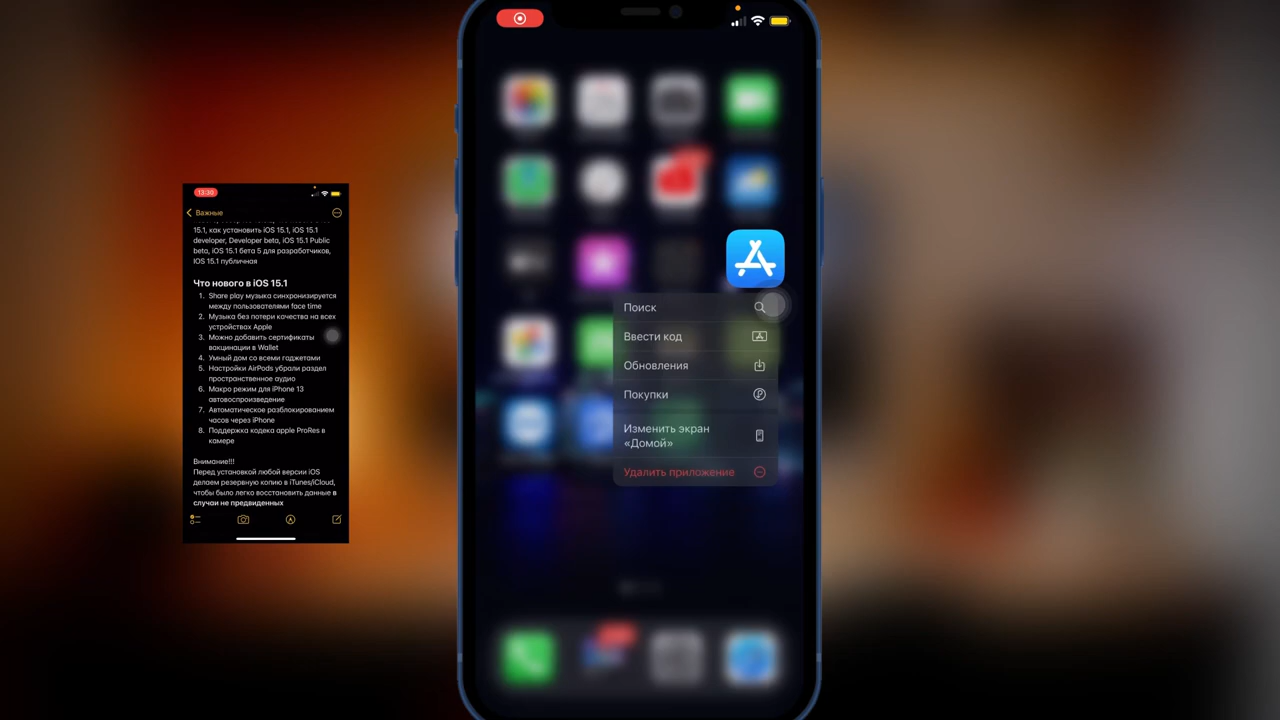 13:30
Важные
15.1, как установить iOS 15.1, iOS 15.1
developer, Developer beta, iOS 15.1 Public
beta, iOS 15.1 бета 5 для разработчиков,
IOS 15.1 публичная
Что нового в iOS 15.1
1. Share play музыка синхронизируется
между пользователями face time
2. Музыка без потери качества на всех
устройствах Apple
3. Можно добавить сертификаты
вакцинации в Wallet
4. Умный дом со всеми гаджетами
5. Настройки AirPods убрали раздел
пространственное аудио
6. Макро режим для iPhone 13
автовоспроизведение
7. Автоматическое разблокированием
часов через iPhone
8. Поддержка кодека apple ProRes в
камере
Внимание!!!
Перед установкой любой версии iOS
делаем резервную копию в iTunes/iCloud,
чтобы было легко восстановить данные в
случаи не предвиденных
Поиск
Ввести код
Обновления
Покупки
Изменить экран
«Домой»
Удалить приложение